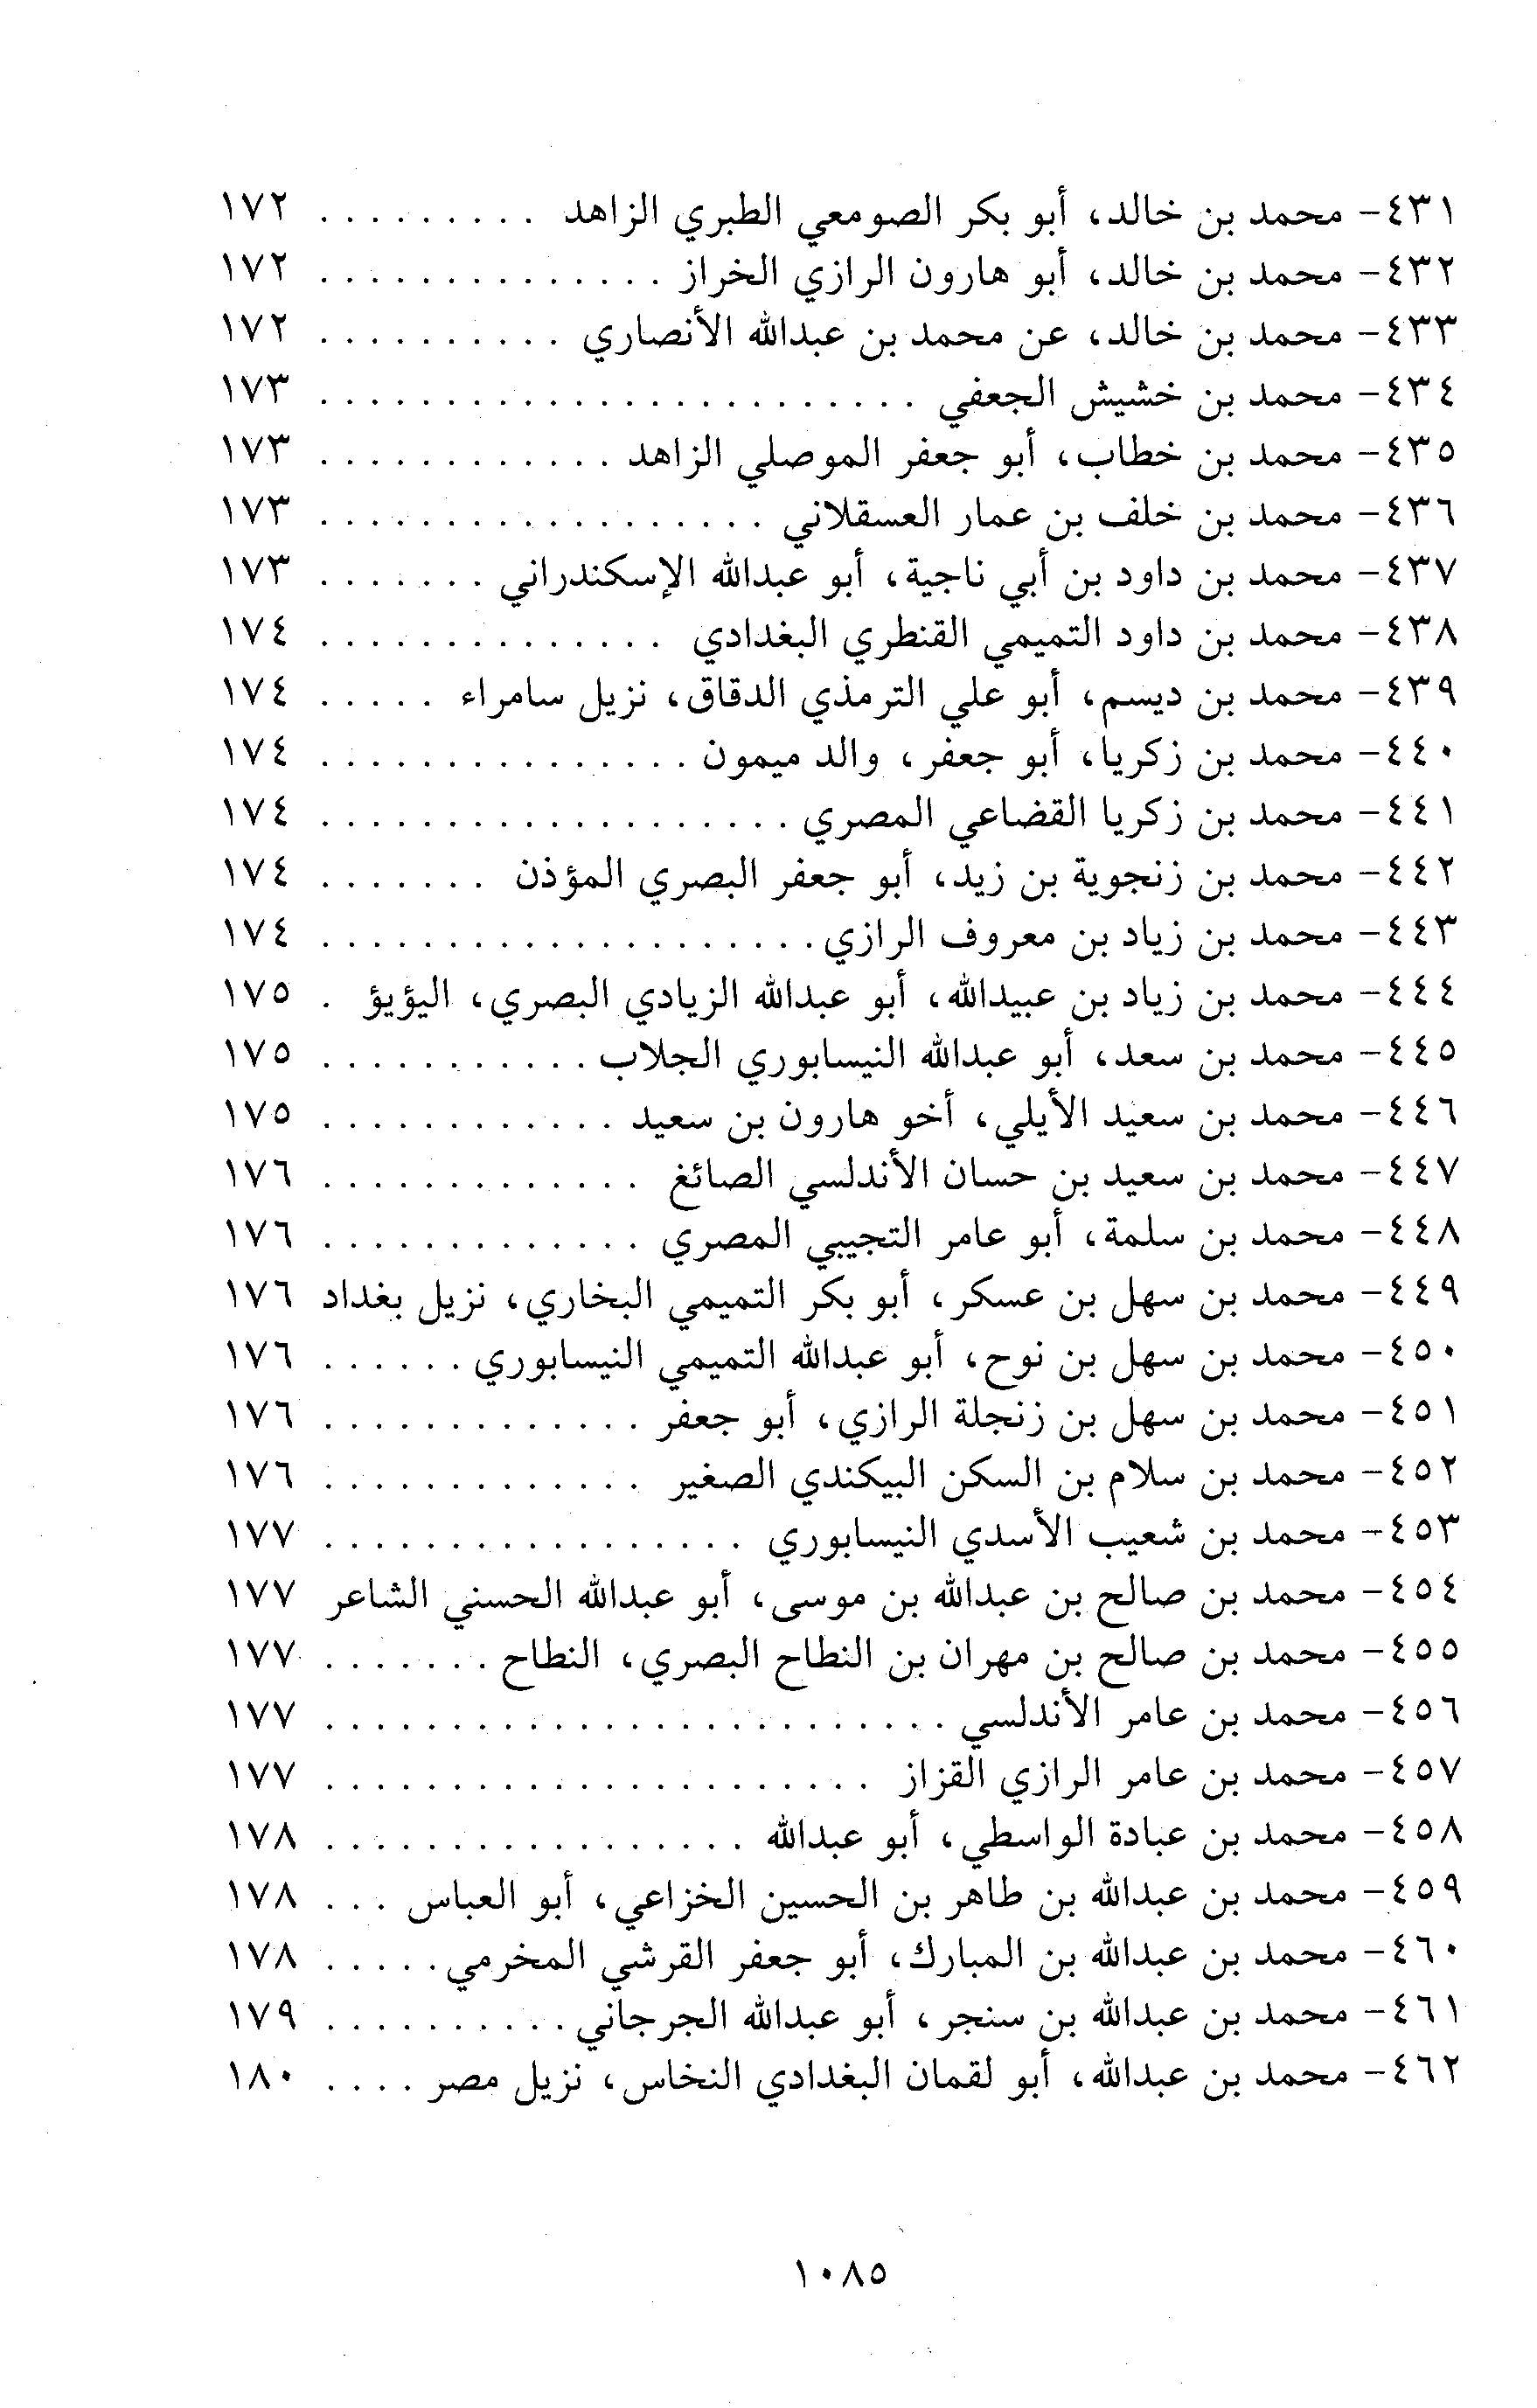 ٤٣١- محمد بن خالد، أبو بكر الصومعي الطبري الزاهد . . . . . . . . . ١٧٢
٤٣٢- محمد بن خالد، أبو هارون الرازي الخراز . . . . . . . . . . . . . . ١٧٢
٤٣٣- محمد بن خالد، عن محمد بن عبدالله الأنصاري . . . . . . . . . . ١٧٢
٤٣٤- محمد بن خشيش الجعفي . . . . . . . . . . . . . . . . . . . . . . . . ١٧٣
٤٣٥- محمد بن خطاب، أبو جعفر الموصلي الزاهد . . . . . . . . . . . . ١٧٣
٤٣٦- محمد بن خلف بن عمار العسقلاني . . . . . . . . . . . . . . . . . . ١٧٣
٤٣٧- محمد بن داود بن أبي ناجية، أبو عبدالله الإسكندراني . . . . . . . ١٧٣
٤٣٨- محمد بن داود التميمي القنطري البغدادي . . . . . . . . . . . . . . ١٧٤
٤٣٩- محمد بن ديسم، أبو علي الترمذي الدقاق، نزيل سامراء . . . . . ١٧٤
٤٤٠- محمد بن زكريا، أبو جعفر، والد ميمون . . . . . . . . . . . . . . . ١٧٤
٤٤١- محمد بن زكريا القضاعي المصري . . . . . . . . . . . . . . . . . . . ١٧٤
٤٤٢- محمد بن زنجوية بن زيد، أبو جعفر البصري المؤذن . . . . . . . ١٧٤
٤٤٣- محمد بن زياد بن معروف الرازي . . . . . . . . . . . . . . . . . . . . ١٧٤
٤٤٤- محمد بن زياد بن عبيدالله، أبو عبدالله الزيادي البصري، اليؤيؤ . ١٧٥
٤٤٥- محمد بن سعد، أبو عبدالله النيسابوري الجلاب . . . . . . . . . . . ١٧٥
٤٤٦- محمد بن سعيد الأيلي، أخو هارون بن سعيد . . . . . . . . . . . . ١٧٥
٤٤٧- محمد بن سعيد بن حسان الأندلسي الصائغ . . . . . . . . . . . . . ١٧٦
٤٤٨- محمد بن سلمة، أبو عامر التجيبي المصري . . . . . . . . . . . . . ١٧٦
٤٤٩- محمد بن سهل بن عسكر، أبو بكر التميمي البخاري، نزيل بغداد ١٧٦
٤٥٠- محمد بن سهل بن نوح، أبو عبدالله التميمي النيسابوري . . . . . . ١٧٦
٤٥١- محمد بن سهل بن زنجلة الرازي، أبو جعفر . . . . . . . . . . . . . ١٧٦
٤٥٢- محمد بن سلام بن السكن البيكندي الصغير . . . . . . . . . . . . . ١٧٦
٤٥٣- محمد بن شعيب الأسدي النيسابوري . . . . . . . . . . . . . . . . . ١٧٧
٤٥٤- محمد بن صالح بن عبدالله بن موسى، أبو عبدالله الحسني الشاعر ١٧٧
٤٥٥- محمد بن صالح بن مهران بن النطاح البصري، النطاح . . . . . . . ١٧٧
٤٥٦- محمد بن عامر الأندلسي . . . . . . . . . . . . . . . . . . . . . . . . . ١٧٧
٤٥٧- محمد بن عامر الرازي القزاز . . . . . . . . . . . . . . . . . . . . . . ١٧٧
٤٥٨- محمد بن عبادة الواسطي، أبو عبدالله . . . . . . . . . . . . . . . . . ١٧٨
٤٥٩- محمد بن عبدالله بن طاهر بن الحسين الخزاعي، أبو العباس . . . ١٧٨
٤٦٠- محمد بن عبدالله بن المبارك، أبو جعفر القرشي المخرمي . . . . . ١٧٨
٤٦١- محمد بن عبدالله بن سنجر، أبو عبدالله الجرجاني . . . . . . . . . . ١٧٩
٤٦٢- محمد بن عبدالله، أبو لقمان البغدادي النخاس، نزيل مصر . . . . ١٨٠
١٠٨٥